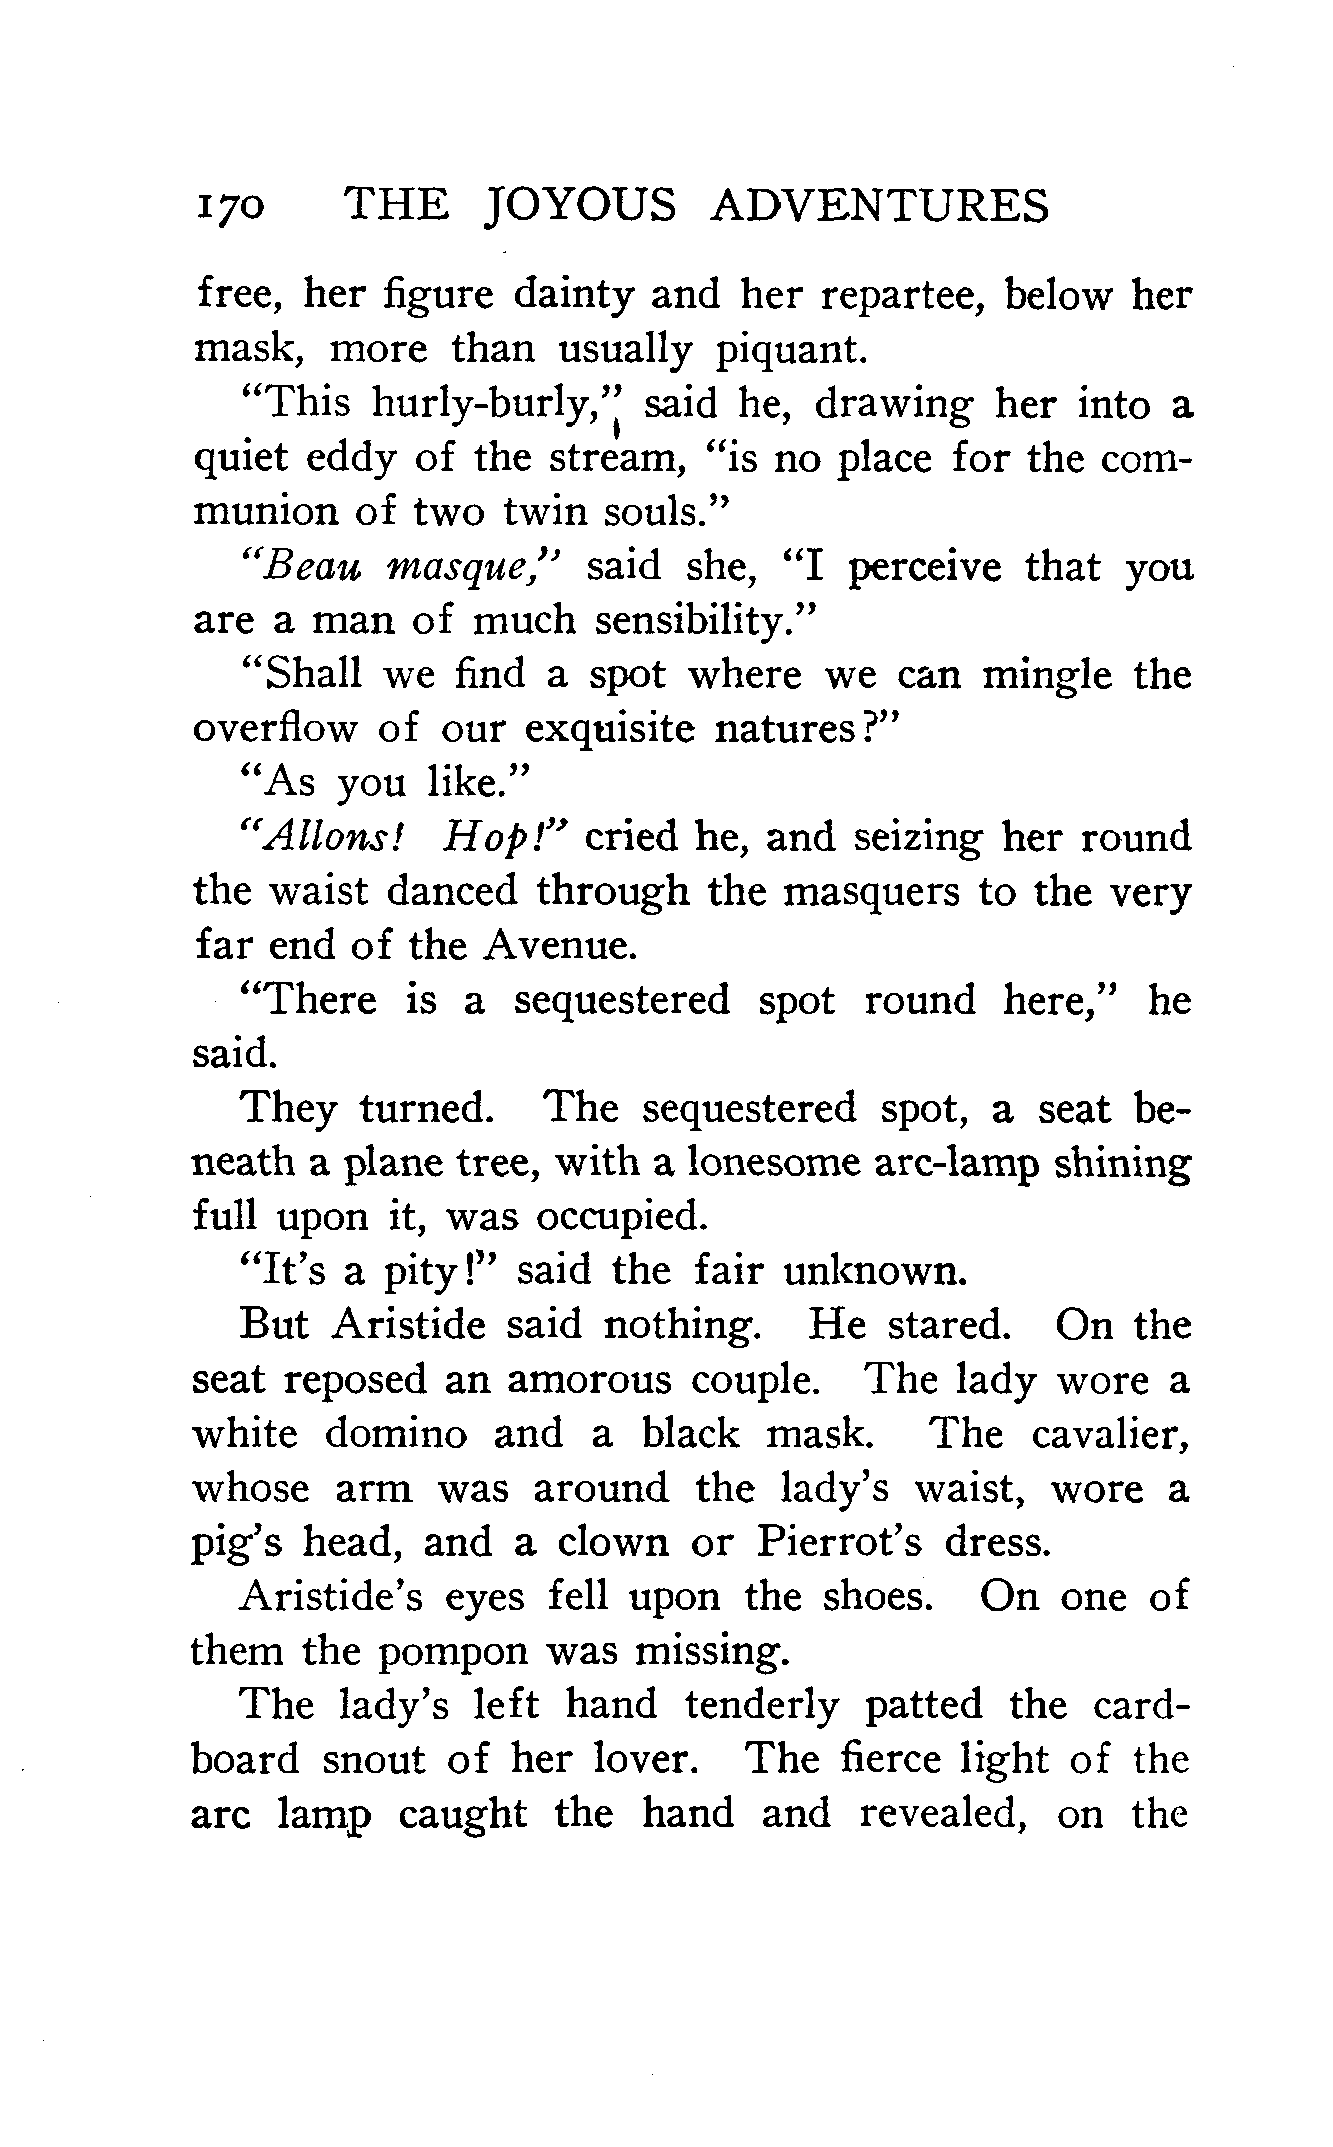 170 THE JOYOUS ADVENTURES
free, her figure dainty and her repartee, below her
mask, more than usually piquant.
"This hurly-burly," said he, drawing her into a
quiet eddy of the stream, "is no place for the com-
munion of two twin souls."
"Beau masque," said she, "I perceive that you
are a man of much sensibility."
"Shall we find a spot where we can mingle the
overflow of our exquisite natures?"
"As you like."
"Allons! Hop!" cried he, and seizing her round
the waist danced through the masquers to the very
far end of the Avenue.
"There is a sequestered spot round here," he
said.
They turned. The sequestered spot, a seat be-
neath a plane tree, with a lonesome arc-lamp shining
full upon it, was occupied.
"It's a pity!" said the fair unknown.
But Aristide said nothing. He stared. On the
seat reposed an amorous couple. The lady wore a
white domino and a black mask. The cavalier,
whose arm was around the lady's waist, wore a
pig's head, and a clown or Pierrot's dress.
Aristide's eyes fell upon the shoes. On one of
them the pompon was missing.
The lady's left hand tenderly patted the card-
board snout of her lover. The fierce light of the
arc lamp caught the hand and revealed, on the